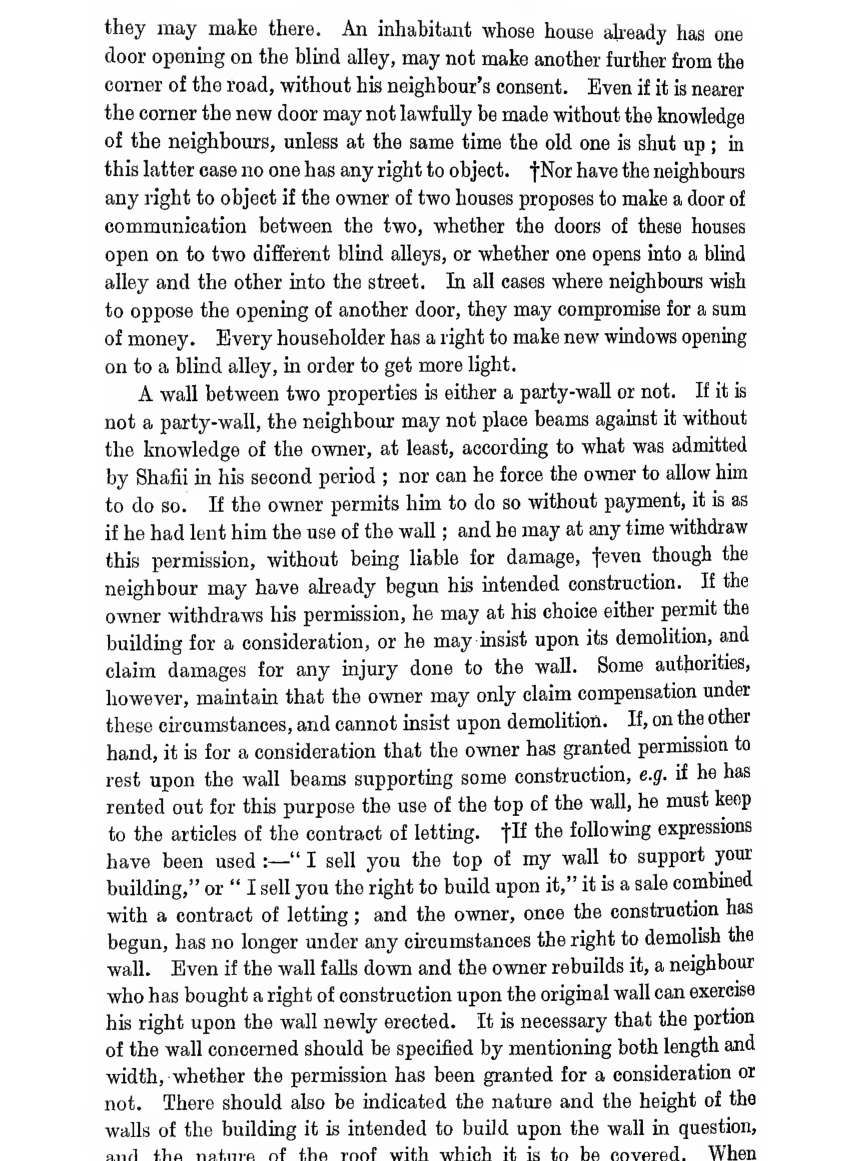 they may make there. An inhabitant whose house already has one
door opening on the blind alley, may not make another further from the
corner of the road, without his neighbour's consent. Even if it is nearer
the corner the new door may not lawfully be made without the knowledge
of the neighbours, unless at the same time the old one is shut up ; in
this latter case no one has any right to object. †Nor have the neighbours
any right to object if the owner of two houses proposes to make a door of
communication between the two, whether the doors of these houses
open on to two different blind alleys, or whether one opens into a blind
alley and the other into the street. In all cases where neighbours wish
to oppose the opening of another door, they may compromise for a sum
of money. Every householder has a right to make new windows opening
on to a blind alley, in order to get more light.
A wall between two properties is either a party-wall or not. If it is
not a party-wall, the neighbour may not place beams against it without
the knowledge of the owner, at least, according to what was admitted
by Shafii in his second period ; nor can he force the owner to allow him
to do so. If the owner permits him to do so without payment, it is as
if he had lent him the use of the wall ; and he may at any time withdraw
this permission, without being liable for damage, †even though the
neighbour may have already begun his intended construction. If the
owner withdraws his permission, he may at his choice either permit the
building for a consideration, or he may insist upon its demolition, and
claim damages for any injury done to the wall. Some authorities,
however, maintain that the owner may only claim compensation under
these circumstances, and cannot insist upon demolition. If, on the other
hand, it is for a consideration that the owner has granted permission to
rest upon the wall beams supporting some construction, e.g. if he has
rented out for this purpose the use of the top of the wall, he must keep
to the articles of the contract of letting. †If the following expressions
have been used :—“ I sell you the top of my wall to support your
building,” or “ I sell you the right to build upon it,” it is a sale combined
with a contract of letting ; and the owner, once the construction has
begun, has no longer under any circumstances the right to demolish the
wall. Even if the wall falls down and the owner rebuilds it, a neighbour
who has bought a right of construction upon the original wall can exercise
his right upon the wall newly erected. It is necessary that the portion
of the wall concerned should be specified by mentioning both length and
width, whether the permission has been granted for a consideration or
not. There should also be indicated the nature and the height of the
walls of the building it is intended to build upon the wall in question,
and the nature of the roof with which it is to be covered. When